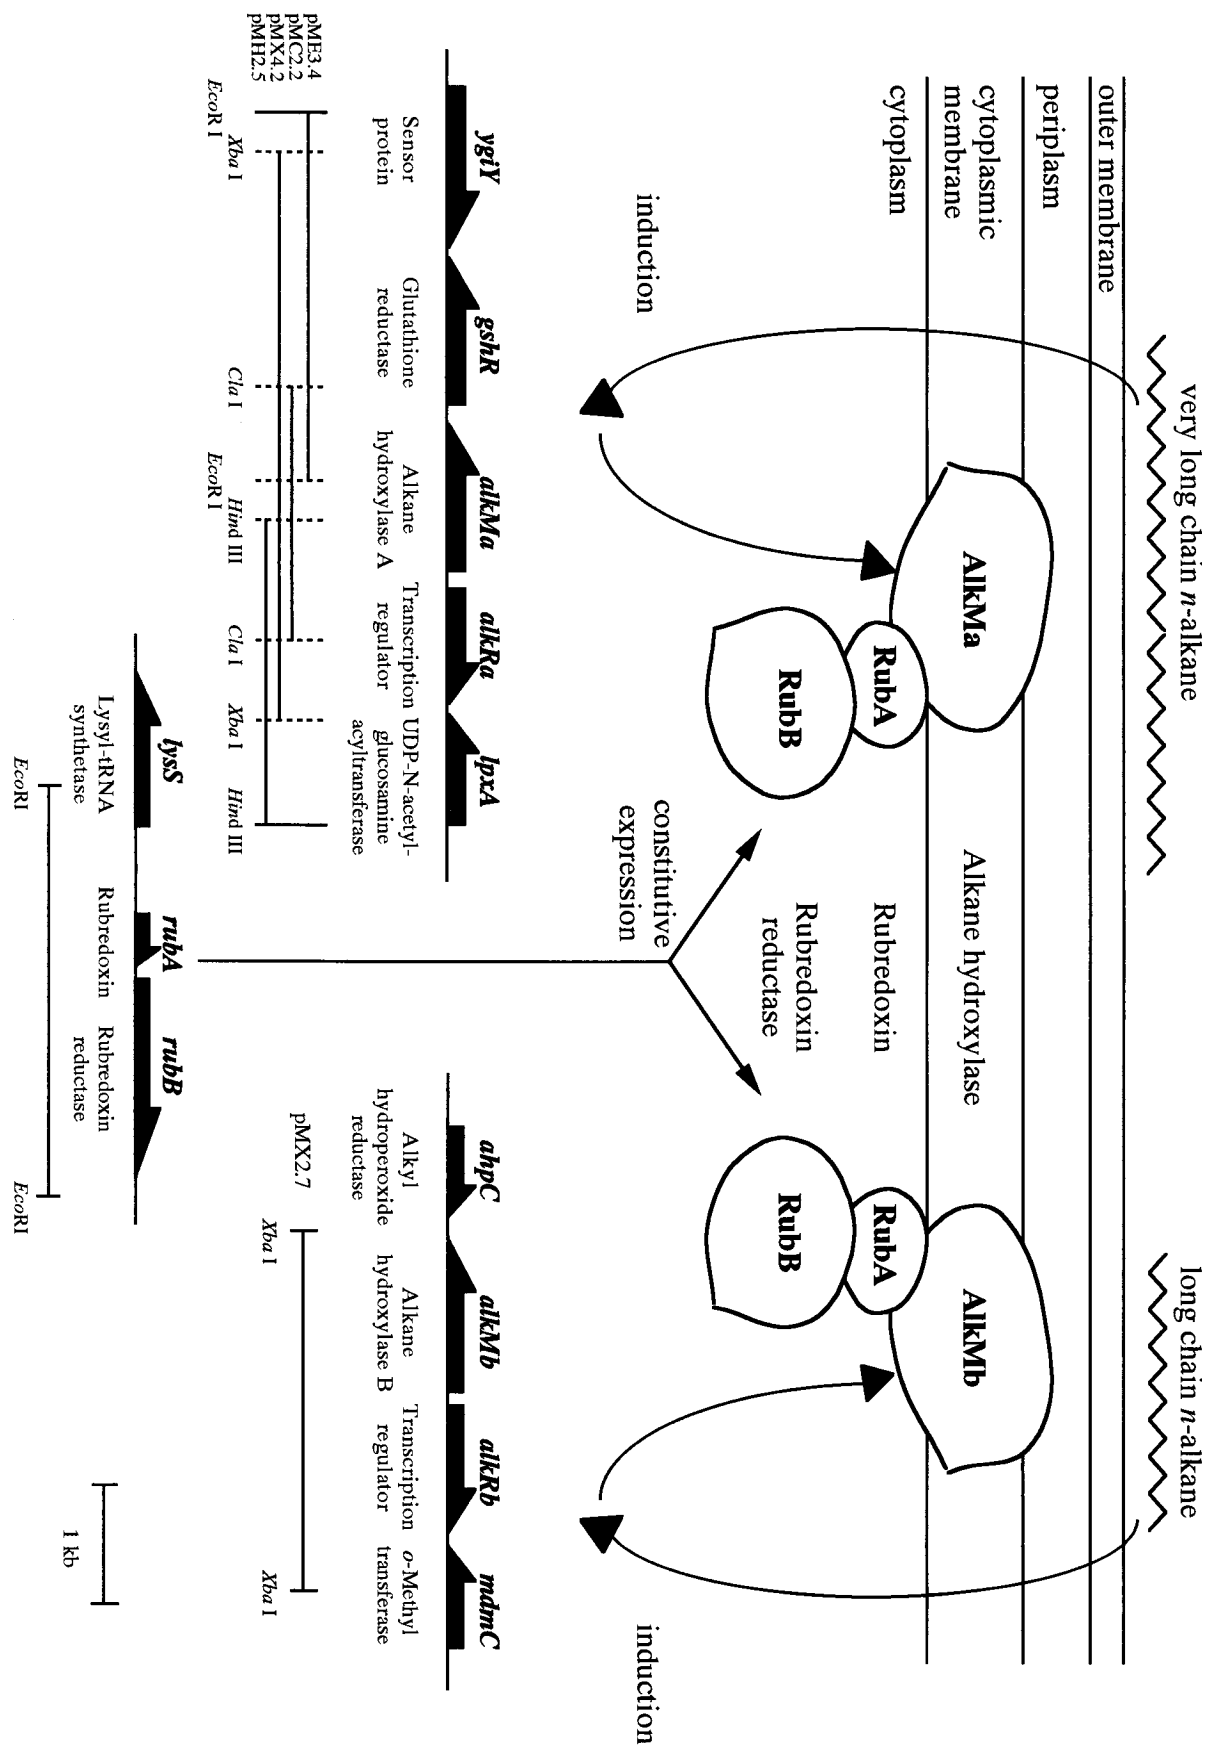 very long chain n-alkane
long chain n-alkane
outer membrane
periplasm
cytoplasmic
membrane
cytoplasm
AlkMa
Alkane hydroxylase
AlkMb
RubA
Rubredoxin
RubA
RubB
Rubredoxin
reductase
RubB
induction
constitutive
expression
induction
ygiY
gshR
alkMa
alkRa
lpxA
Sensor
protein
Glutathione
reductase
Alkane
hydroxylase A
Transcription
regulator
UDP-N-acetyl-
glucosamine
acyltransferase
ahpC
alkMb
alkRb
mdmC
Alkyl
hydroperoxide
reductase
Alkane
hydroxylase B
Transcription
regulator
o-Methyl
transferase
pME3.4
pMC2.2
pMX4.2
pMH2.5
EcoR I
Xba I
Cla I
EcoR I
Hind III
Cla I
Xba I
Hind III
pMX2.7
Xba I
Xba I
lysS
rubA
rubB
Lysyl-tRNA
synthetase
Rubredoxin
Rubredoxin
reductase
EcoRI
EcoRI
1 kb